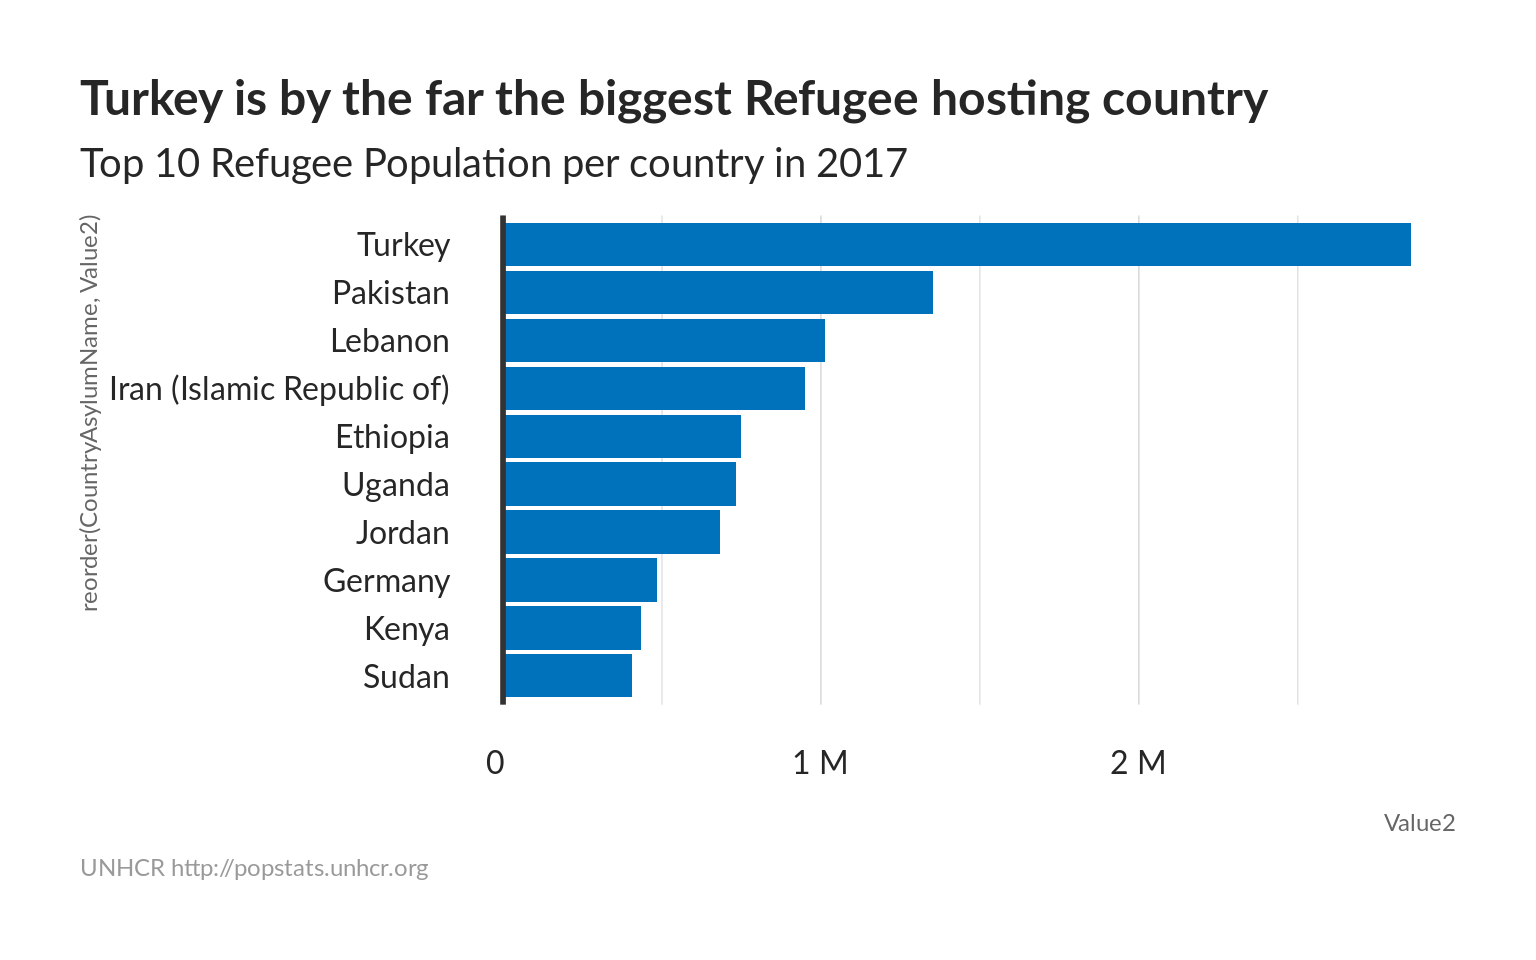 Turkey is by the far the biggest Refugee hosting country
Top 10 Refugee Population per country in 2017
reorder(CountryAsylumName, Value2)
Turkey
Pakistan
Lebanon
Iran (Islamic Republic of)
Ethiopia
Uganda
Jordan
Germany
Kenya
Sudan
0 1 M 2 M
Value2
UNHCR http://popstats.unhcr.org